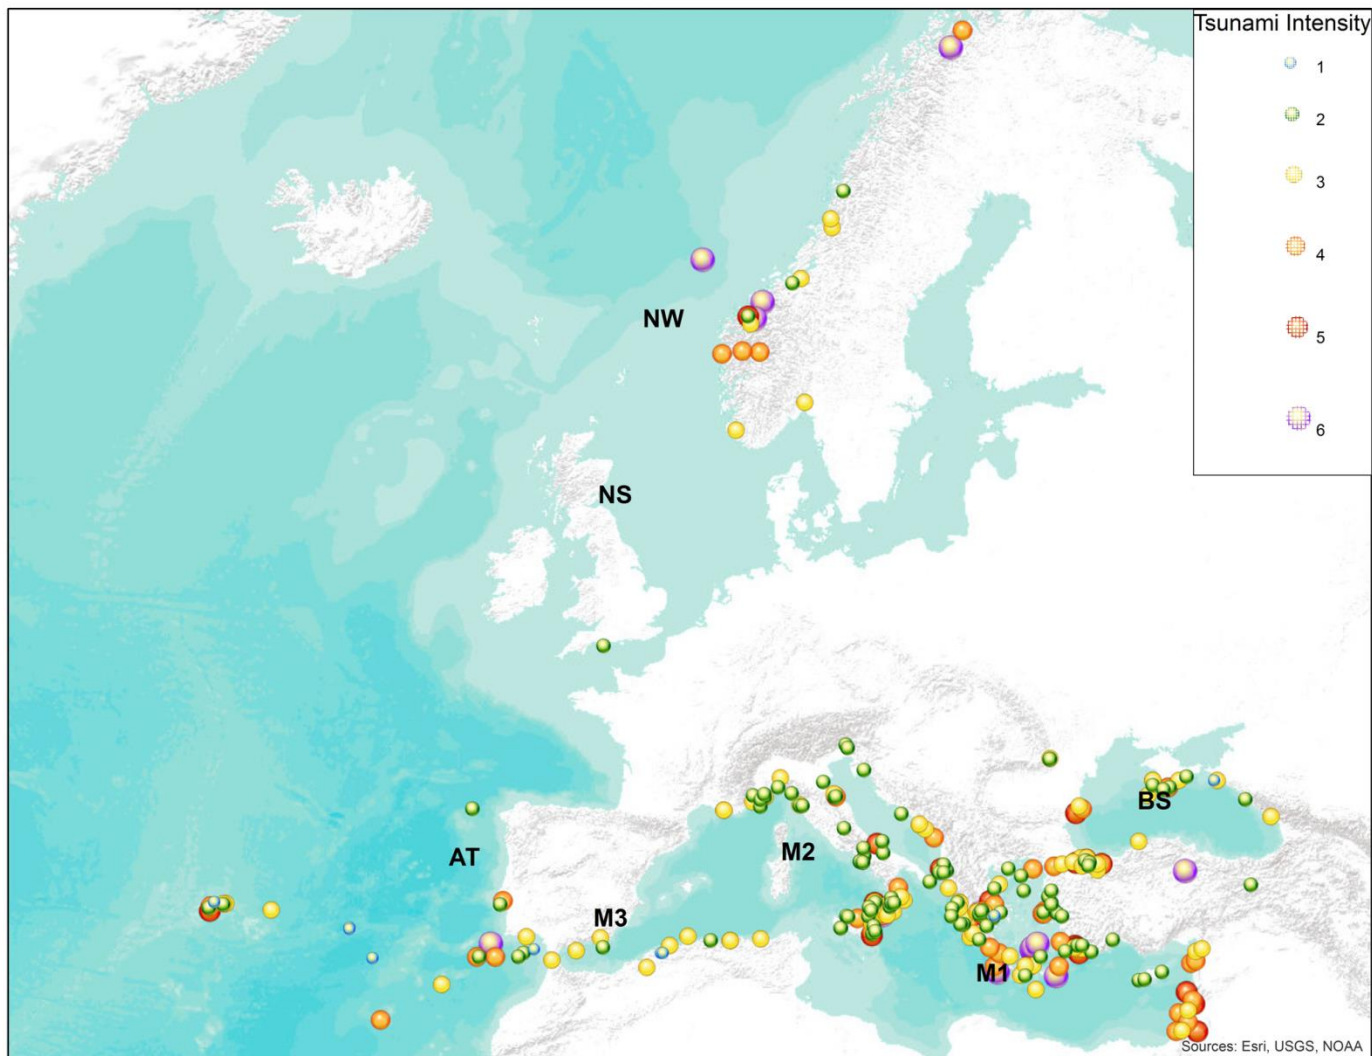 Tsunami Intensity
1
2
3
4
5
6
NW
NS
BS
AT
M2
M3
M1
Sources: Esri, USGS, NOAA